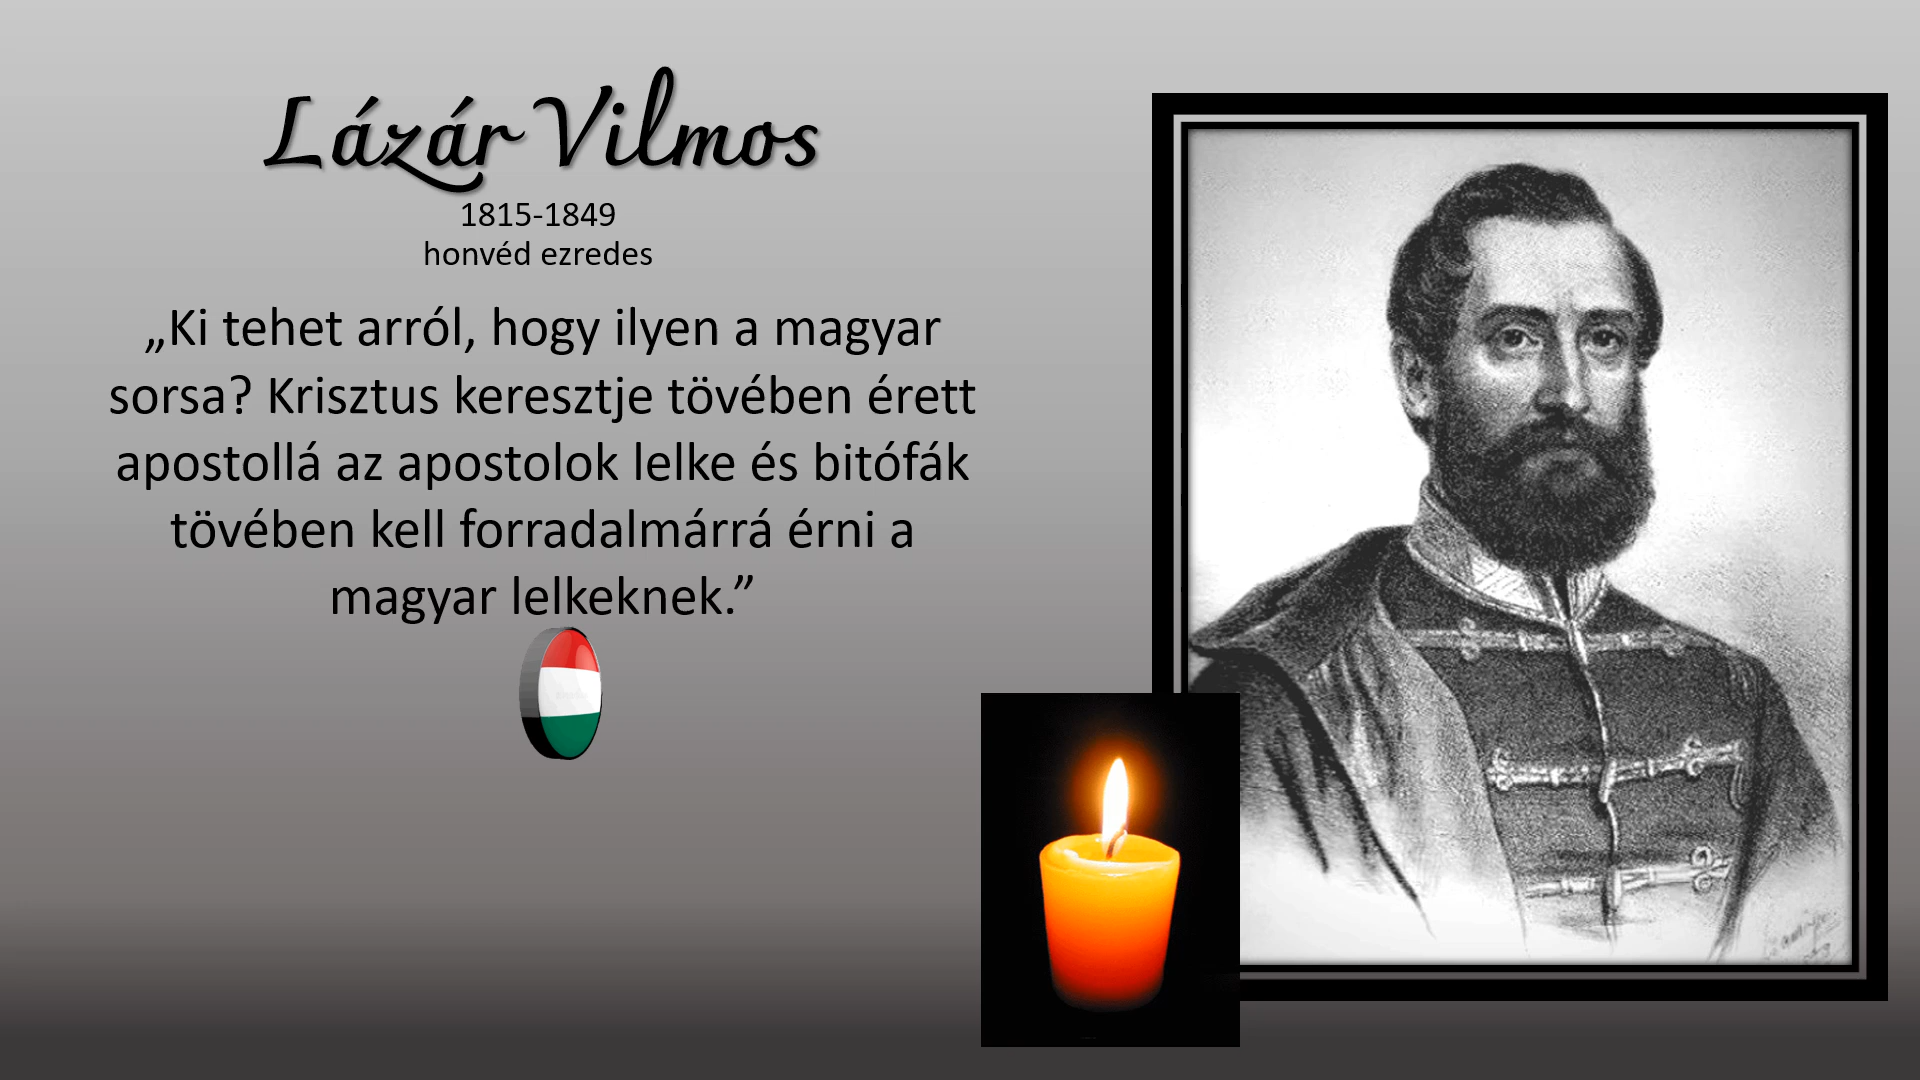 Lázár Vilmos
1815-1849
honvéd ezredes
„Ki tehet arról, hogy ilyen a magyar
sorsa? Krisztus keresztje tövében érett
apostollá az apostolok lelke és bitófák
tövében kell forradalmárrá érni a
magyar lelkeknek.”